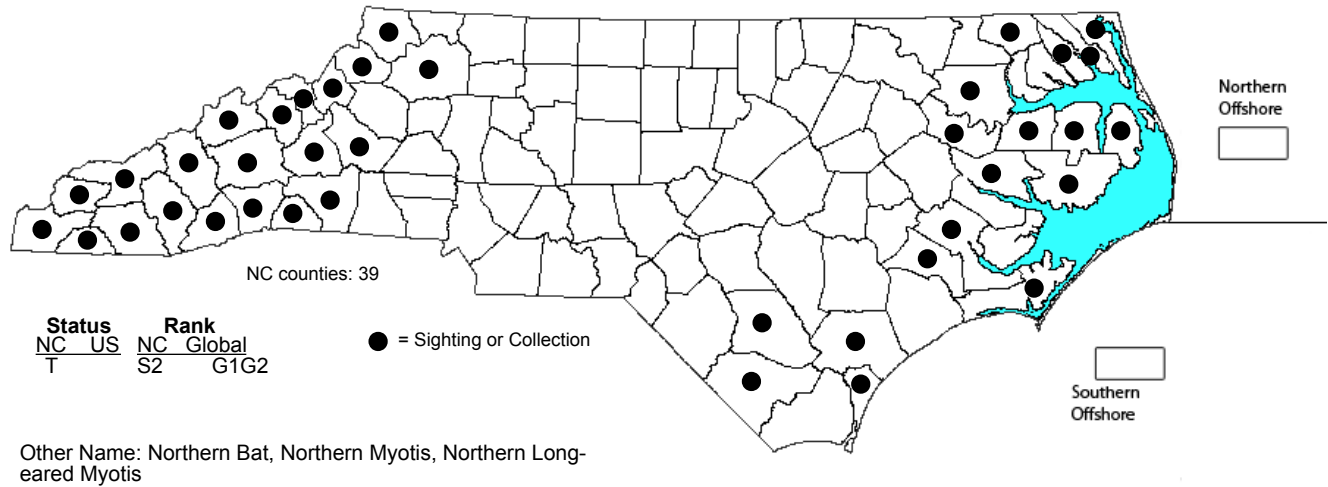 Northern
Offshore
NC counties: 39
Status Rank
NC US NC Global
T S2 G1G2
= Sighting or Collection
Southern
Offshore
Other Name: Northern Bat, Northern Myotis, Northern Long-
eared Myotis